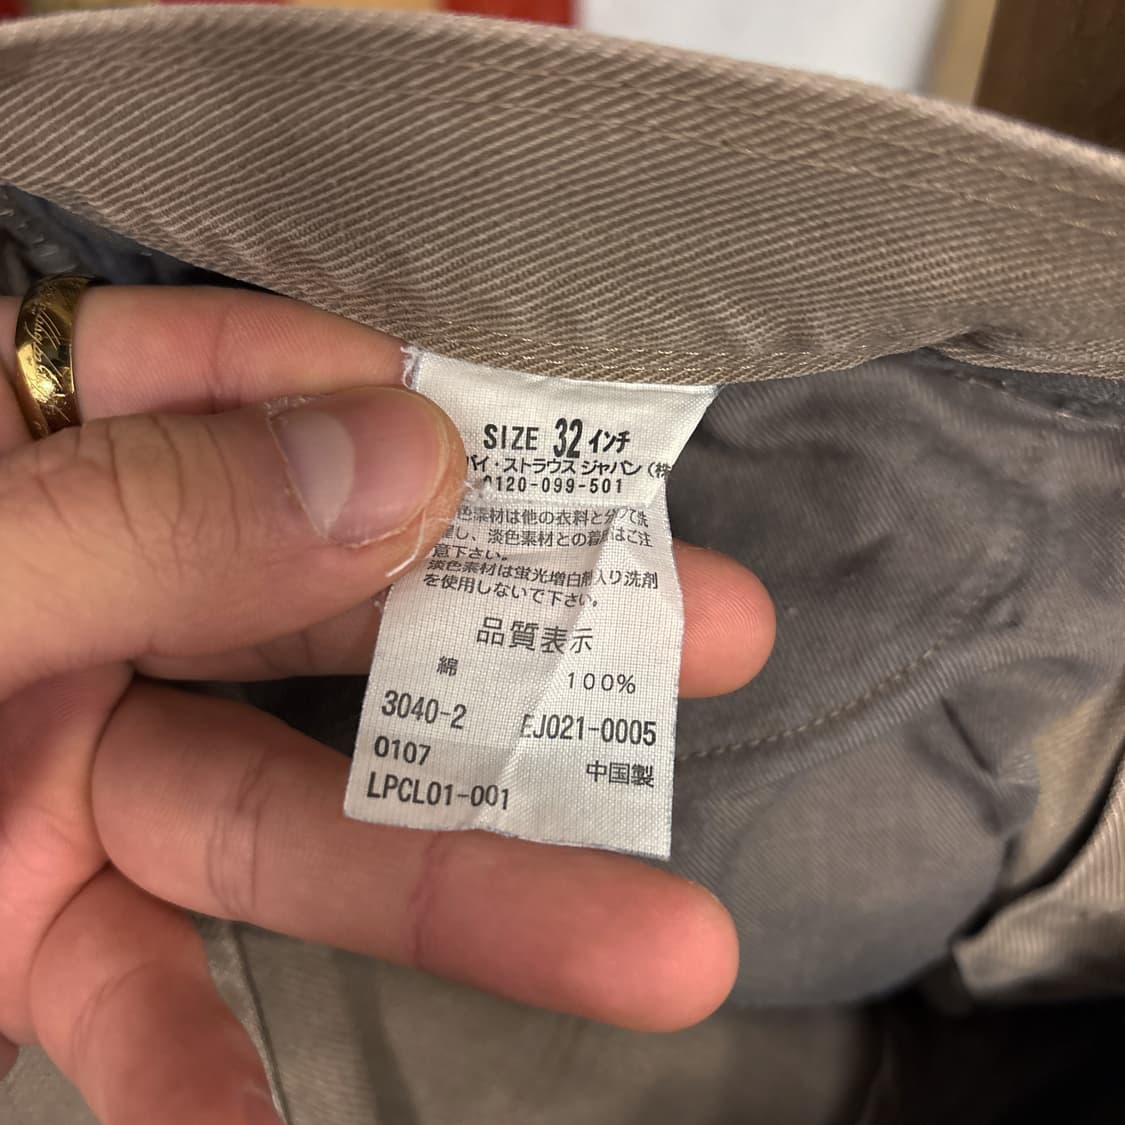 SIZE 32 インチ
バイ・ストラウス ジャパン (株
0120-099-501
色素材は他の衣料と分けて洗
濯し、淡色素材との着用はご注
意下さい。
淡色素材は蛍光増白剤入り洗剤
を使用しないで下さい。
品質表示
綿 100%
3040-2 EJ021-0005
0107 中国製
LPCL01-001